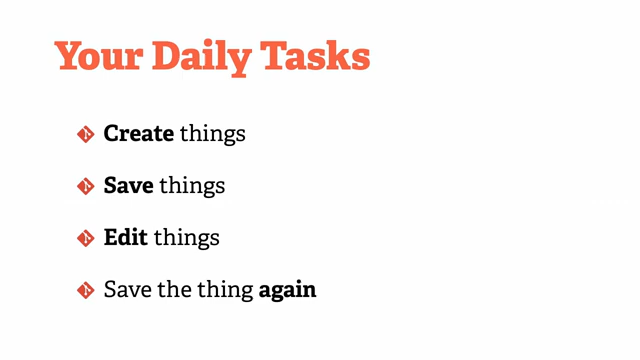 Your Daily Tasks
Create things
Save things
Edit things
Save the thing again